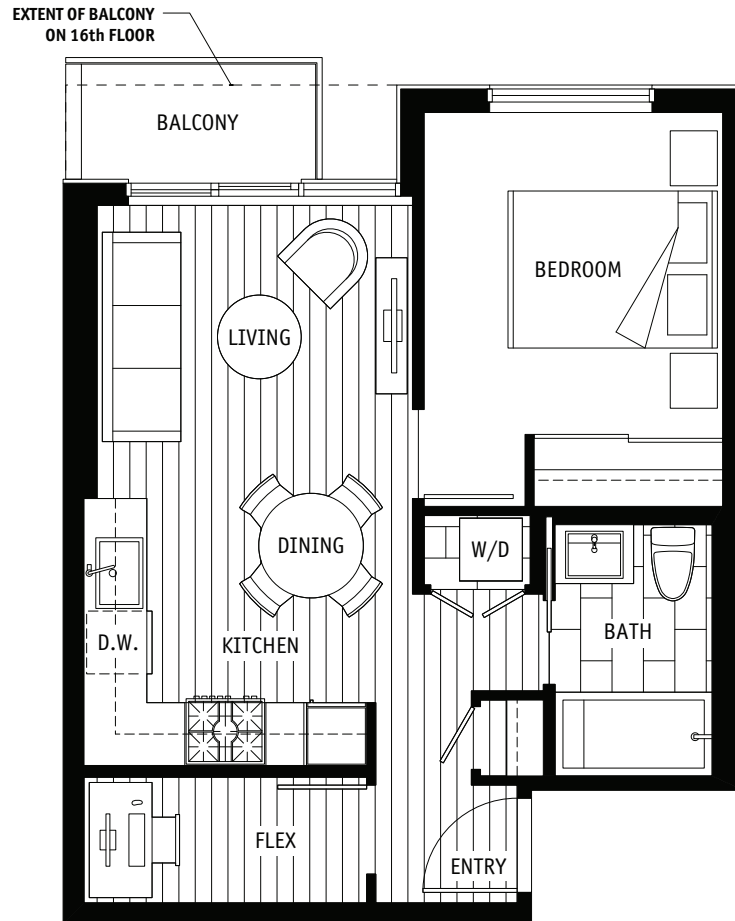 EXTENT OF BALCONY
ON 16th FLOOR
BALCONY
BEDROOM
LIVING
DINING
W/D
BATH
D.W.
KITCHEN
FLEX
ENTRY